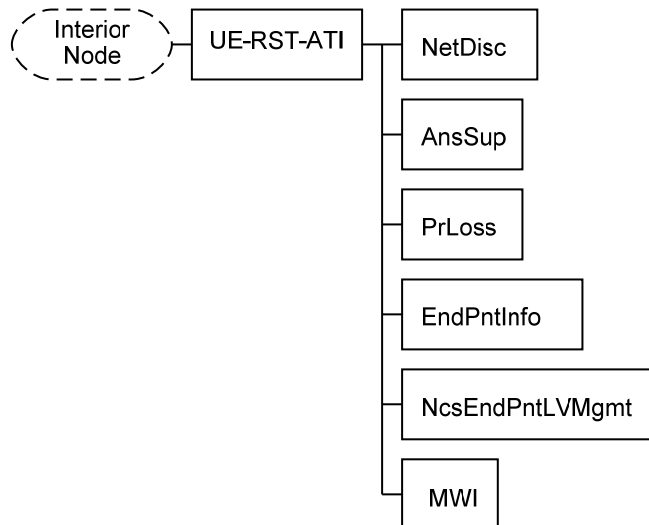 Interior
Node
UE-RST-ATI
NetDisc
AnsSup
PrLoss
EndPntInfo
NcsEndPntLVMgmt
MWI